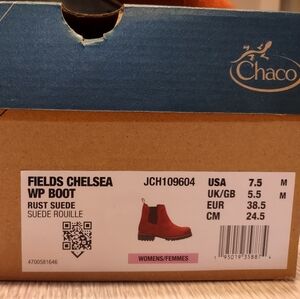 Chaco
FIELDS CHELSEA
WP BOOT
RUST SUEDE
SUEDE ROUILLE
JCH109604
USA 7.5 M
UK/GB 5.5 M
EUR 38.5
CM 24.5
4700581646
WOMENS/FEMMES